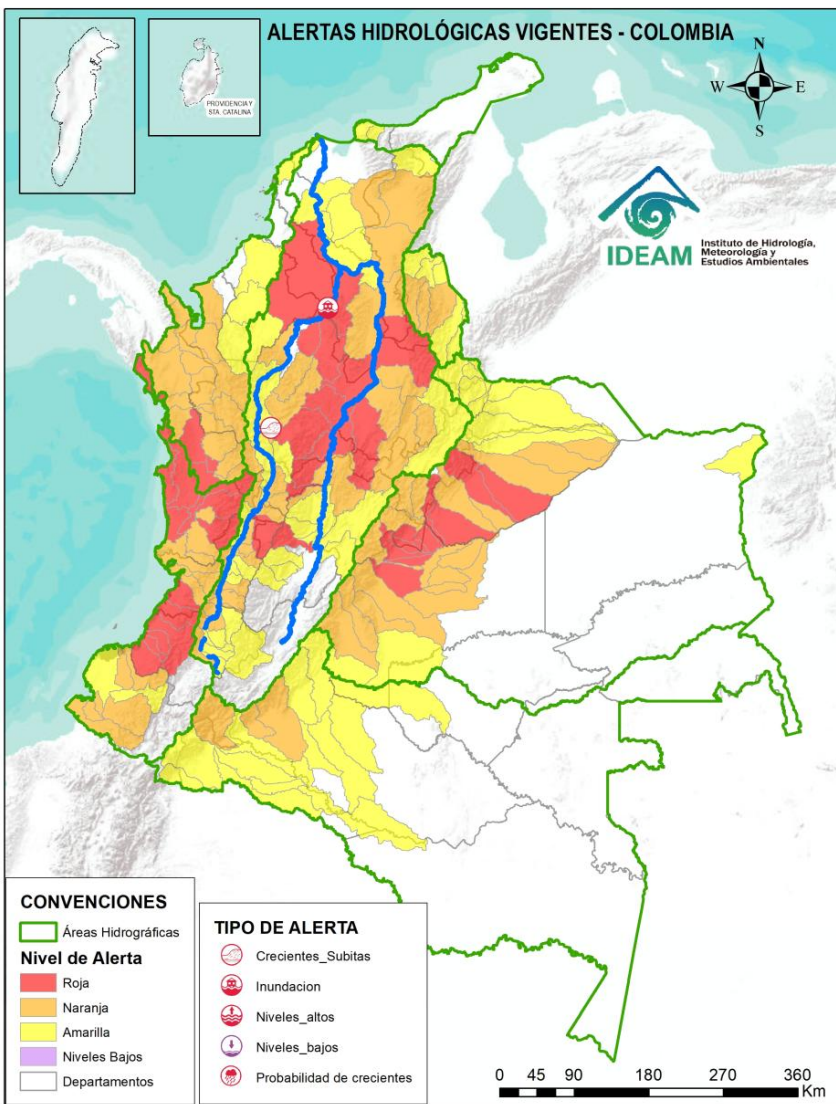 ALERTAS HIDROLÓGICAS VIGENTES - COLOMBIA
PROVIDENCIA Y
STA. CATALINA
N
W
E
S
IDEAM
Instituto de Hidrología,
Meteorología y
Estudios Ambientales
CONVENCIONES
Áreas Hidrográficas
Nivel de Alerta
Roja
Naranja
Amarilla
Niveles Bajos
Departamentos
TIPO DE ALERTA
Crecientes_Subitas
Inundacion
Niveles_altos
Niveles_bajos
Probabilidad de crecientes
0 45 90 180 270 360
Km